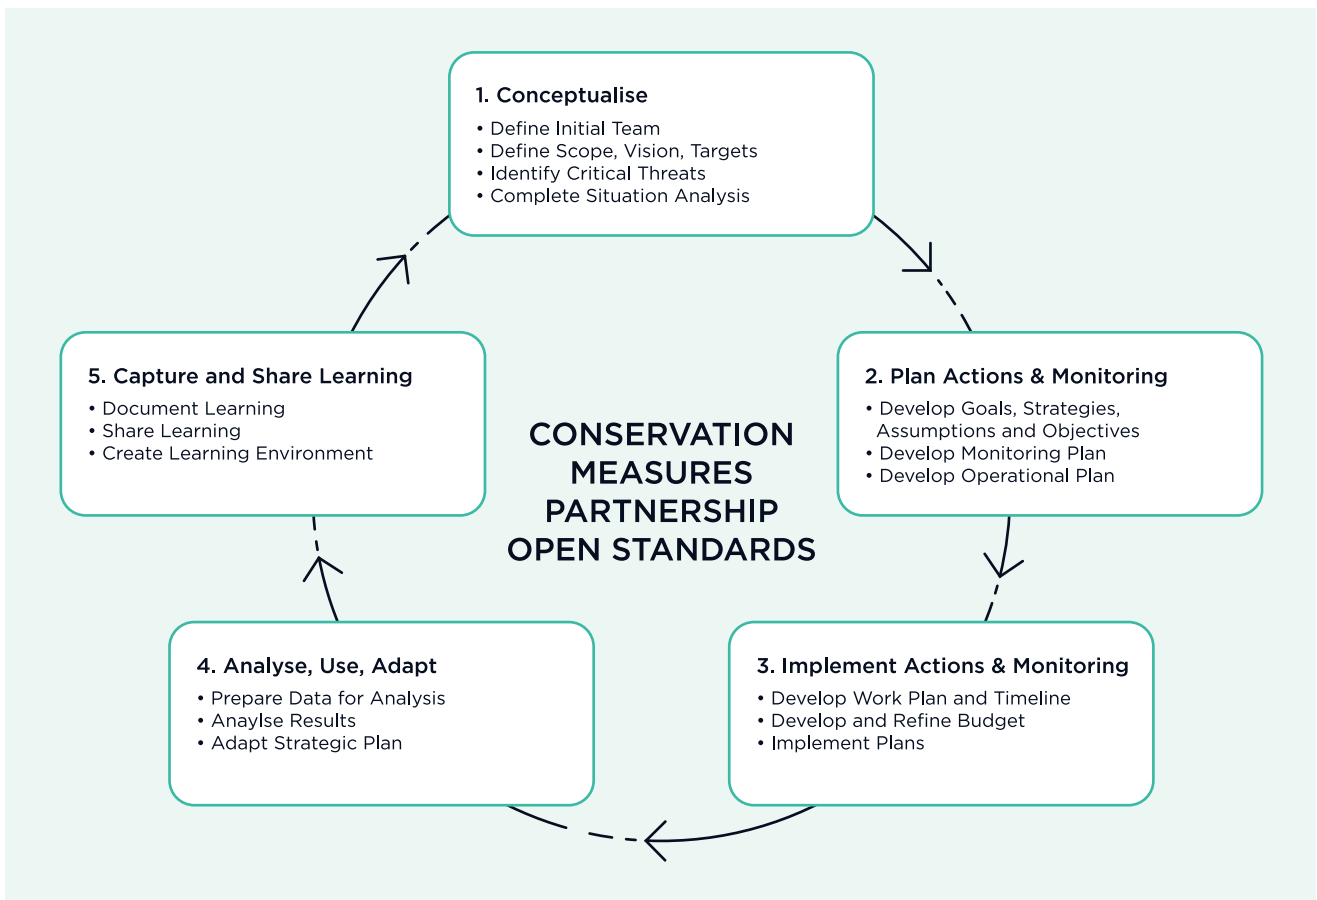 1. Conceptualise
• Define Initial Team
• Define Scope, Vision, Targets
• Identify Critical Threats
• Complete Situation Analysis
2. Plan Actions & Monitoring
• Develop Goals, Strategies,
Assumptions and Objectives
• Develop Monitoring Plan
• Develop Operational Plan
3. Implement Actions & Monitoring
• Develop Work Plan and Timeline
• Develop and Refine Budget
• Implement Plans
4. Analyse, Use, Adapt
• Prepare Data for Analysis
• Anaylse Results
• Adapt Strategic Plan
5. Capture and Share Learning
• Document Learning
• Share Learning
• Create Learning Environment
CONSERVATION
MEASURES
PARTNERSHIP
OPEN STANDARDS